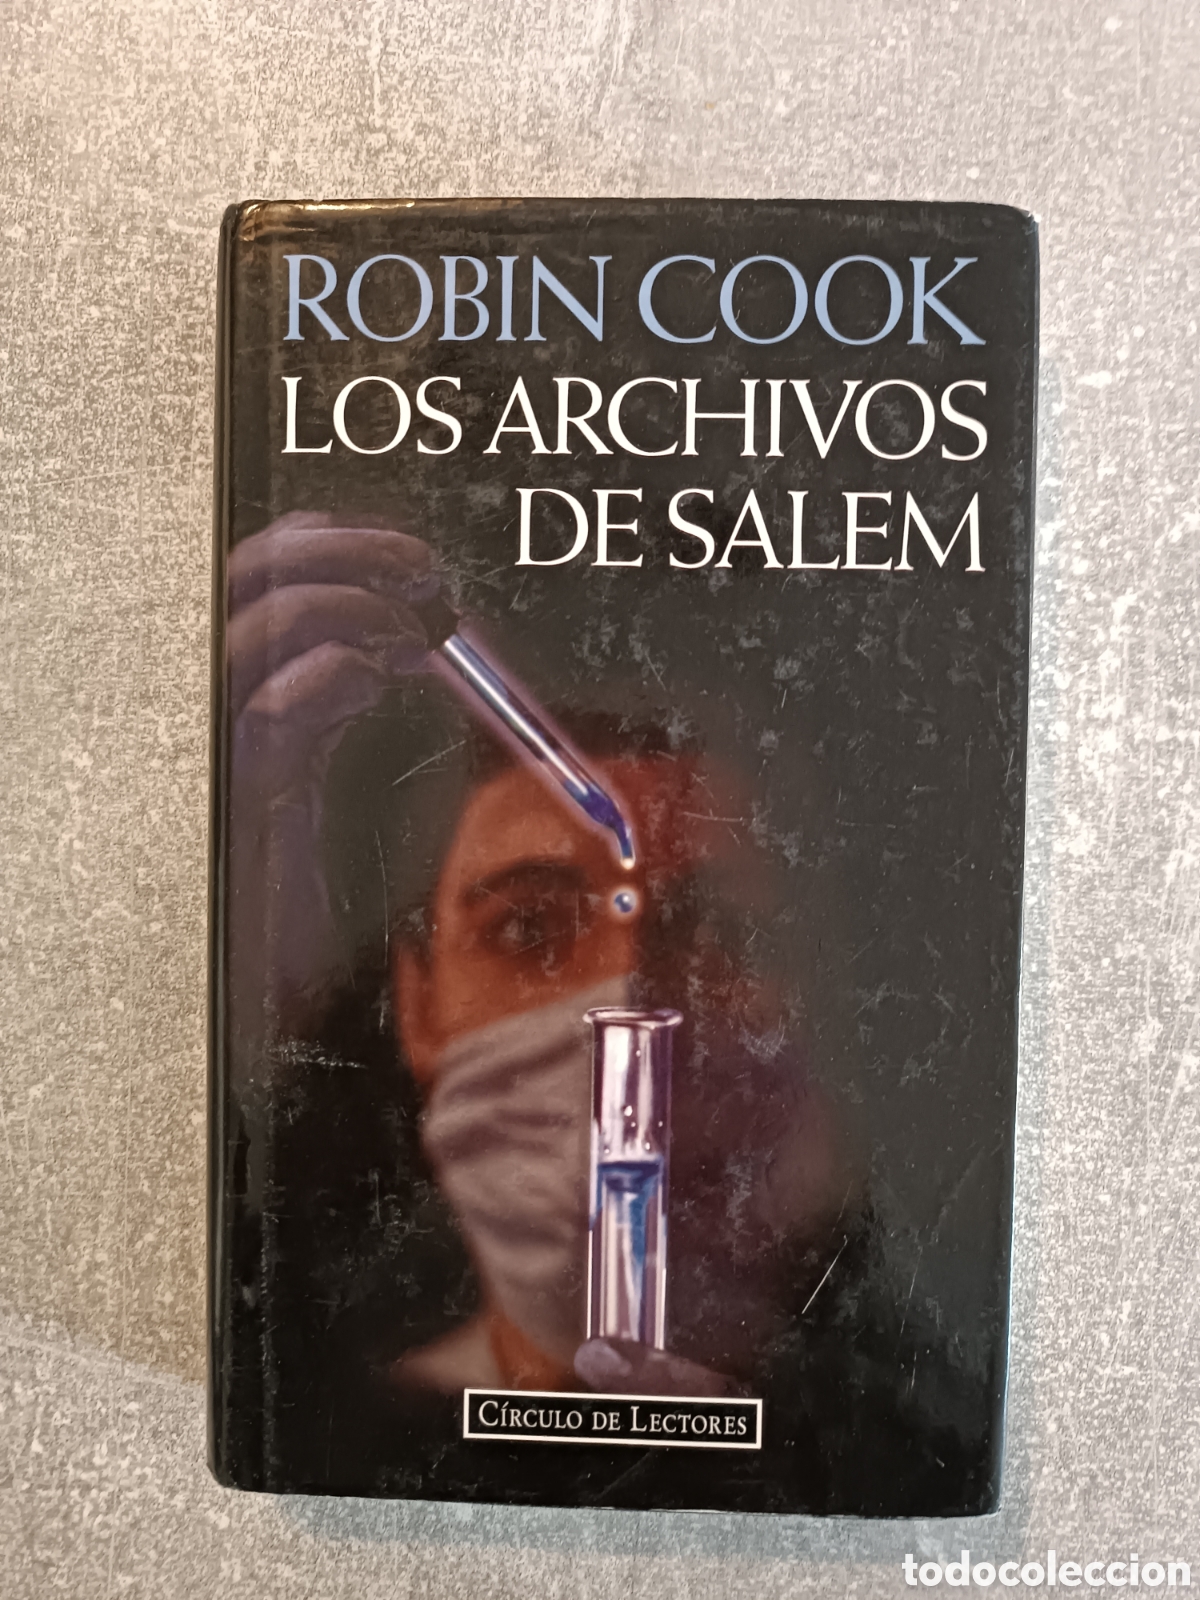 ROBIN COOK
LOS ARCHIVOS
DE SALEM
CÍRCULO DE LECTORES
todocoleccion